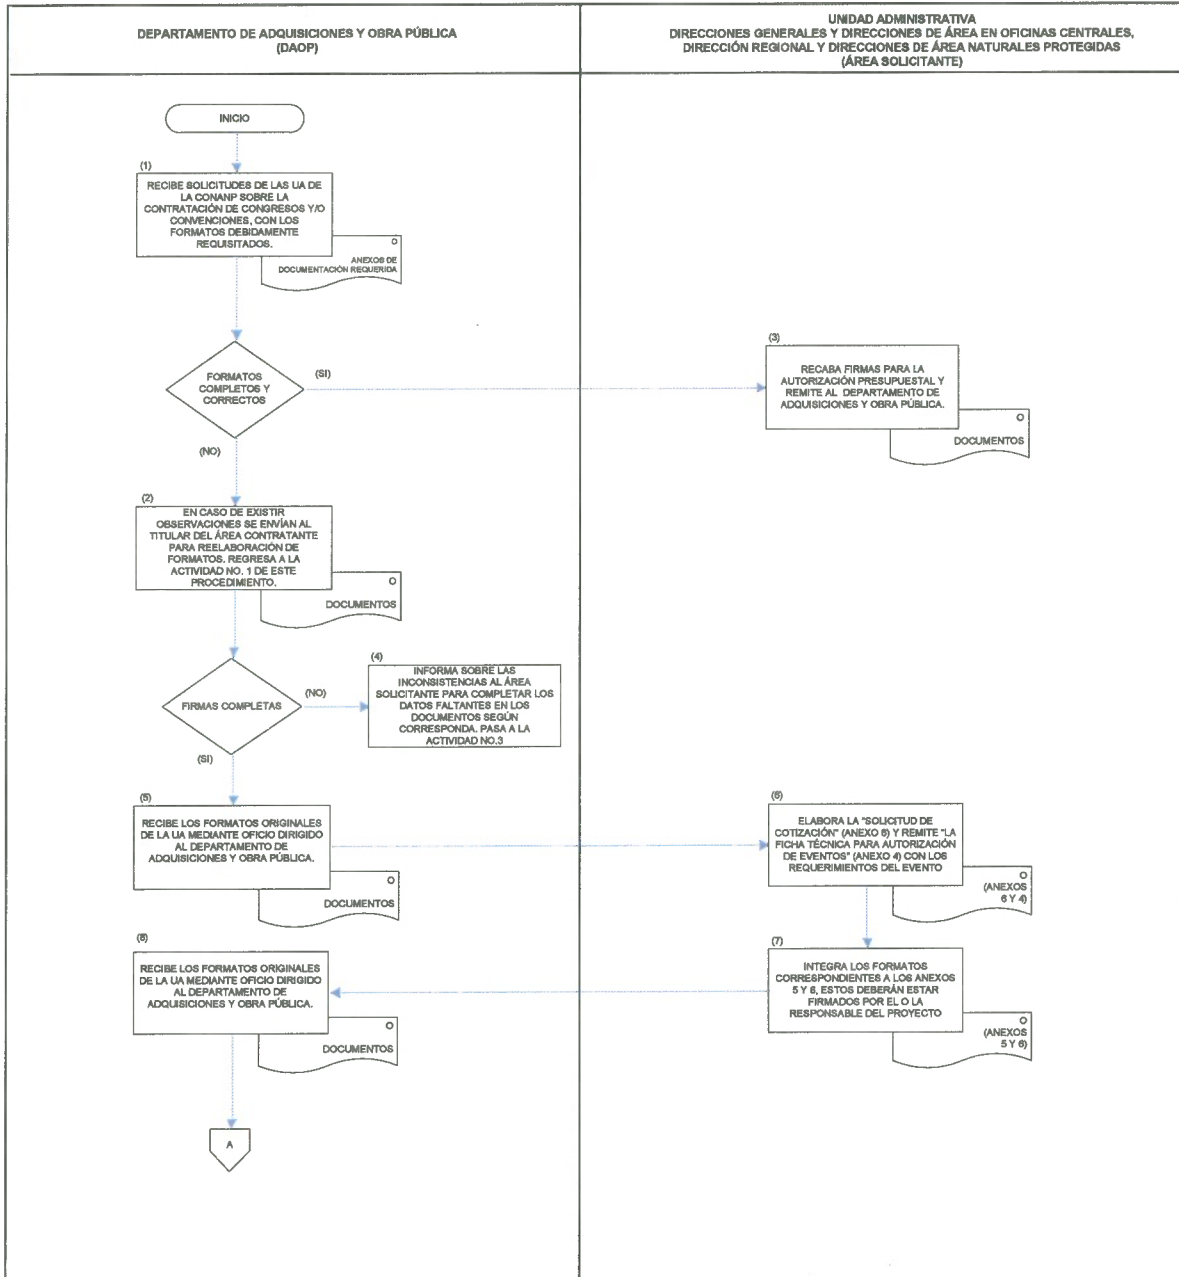 DEPARTAMENTO DE ADQUISICIONES Y OBRA PÚBLICA
(DAOP)
UNIDAD ADMINISTRATIVA
DIRECCIONES GENERALES Y DIRECCIONES DE ÁREA EN OFICINAS CENTRALES,
DIRECCIÓN REGIONAL Y DIRECCIONES DE ÁREA NATURALES PROTEGIDAS
(ÁREA SOLICITANTE)
INICIO
(1)
RECIBE SOLICITUDES DE LAS UA DE
LA CONANP SOBRE LA
CONTRATACIÓN DE CONGRESOS Y/O
CONVENCIONES, CON LOS
FORMATOS DEBIDAMENTE
REQUISITADOS.
O
ANEXOS DE
DOCUMENTACIÓN REQUERIDA
FORMATOS
COMPLETOS Y
CORRECTOS
(SI)
(NO)
(3)
RECABA FIRMAS PARA LA
AUTORIZACIÓN PRESUPUESTAL Y
REMITE AL DEPARTAMENTO DE
ADQUISICIONES Y OBRA PÚBLICA.
O
DOCUMENTOS
(2)
EN CASO DE EXISTIR
OBSERVACIONES SE ENVÍAN AL
TITULAR DEL ÁREA CONTRATANTE
PARA REELABORACIÓN DE
FORMATOS. REGRESA A LA
ACTIVIDAD NO. 1 DE ESTE
PROCEDIMIENTO.
O
DOCUMENTOS
FIRMAS COMPLETAS
(NO)
(SI)
(4)
INFORMA SOBRE LAS
INCONSISTENCIAS AL ÁREA
SOLICITANTE PARA COMPLETAR LOS
DATOS FALTANTES EN LOS
DOCUMENTOS SEGÚN
CORRESPONDA. PASA A LA
ACTIVIDAD NO.3
(5)
RECIBE LOS FORMATOS ORIGINALES
DE LA UA MEDIANTE OFICIO DIRIGIDO
AL DEPARTAMENTO DE
ADQUISICIONES Y OBRA PÚBLICA.
O
DOCUMENTOS
(6)
ELABORA LA "SOLICITUD DE
COTIZACIÓN" (ANEXO 6) Y REMITE "LA
FICHA TÉCNICA PARA AUTORIZACIÓN
DE EVENTOS" (ANEXO 4) CON LOS
REQUERIMIENTOS DEL EVENTO
O
(ANEXOS
6 Y 4)
(8)
RECIBE LOS FORMATOS ORIGINALES
DE LA UA MEDIANTE OFICIO DIRIGIDO
AL DEPARTAMENTO DE
ADQUISICIONES Y OBRA PÚBLICA.
O
DOCUMENTOS
(7)
INTEGRA LOS FORMATOS
CORRESPONDIENTES A LOS ANEXOS
5 Y 6, ESTOS DEBERÁN ESTAR
FIRMADOS POR EL O LA
RESPONSABLE DEL PROYECTO
O
(ANEXOS
5 Y 6)
A